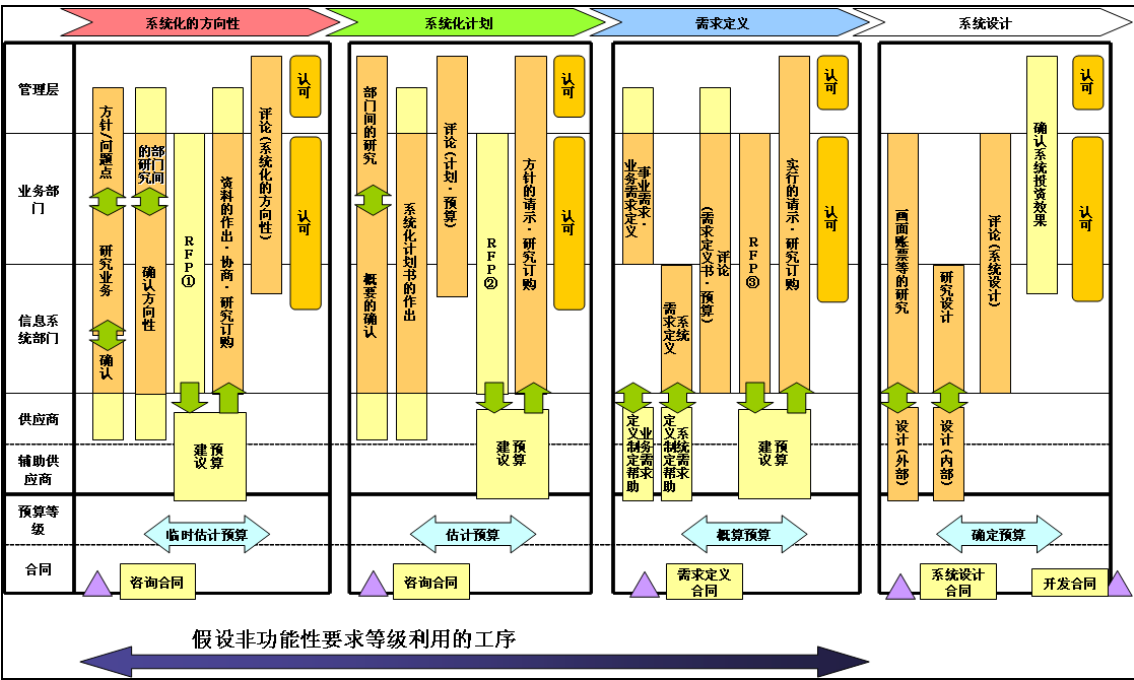 系统化的方向性
系统化计划
需求定义
系统设计
管理层
业务部门
信息系统部门
供应商
辅助供应商
预算等级
合同
方针/问题点
研究业务
确认
部门间的研究
确认方向性
RFP①
资料的作出·协商·研究订购
评论(系统化的方向性)
认可
认可
建议
预算
临时估计预算
咨询合同
部门间的研究
概要的确认
系统化计划书的作出
评论(计划·预算)
RFP②
方针的请示·研究订购
认可
认可
建议
预算
估计预算
咨询合同
事业需求·
业务需求定义
系统
需求定义
评论
(需求定义书·预算)
RFP③
实行的请示·研究订购
认可
认可
业务需求
定义制定帮助
系统需求
定义制定帮助
建议
预算
概算预算
需求定义
合同
画面账票等的研究
研究设计
评论(系统设计)
确认系统投资效果
认可
认可
设计(外部)
设计(内部)
确定预算
系统设计
合同
开发合同
假设非功能性要求等级利用的工序